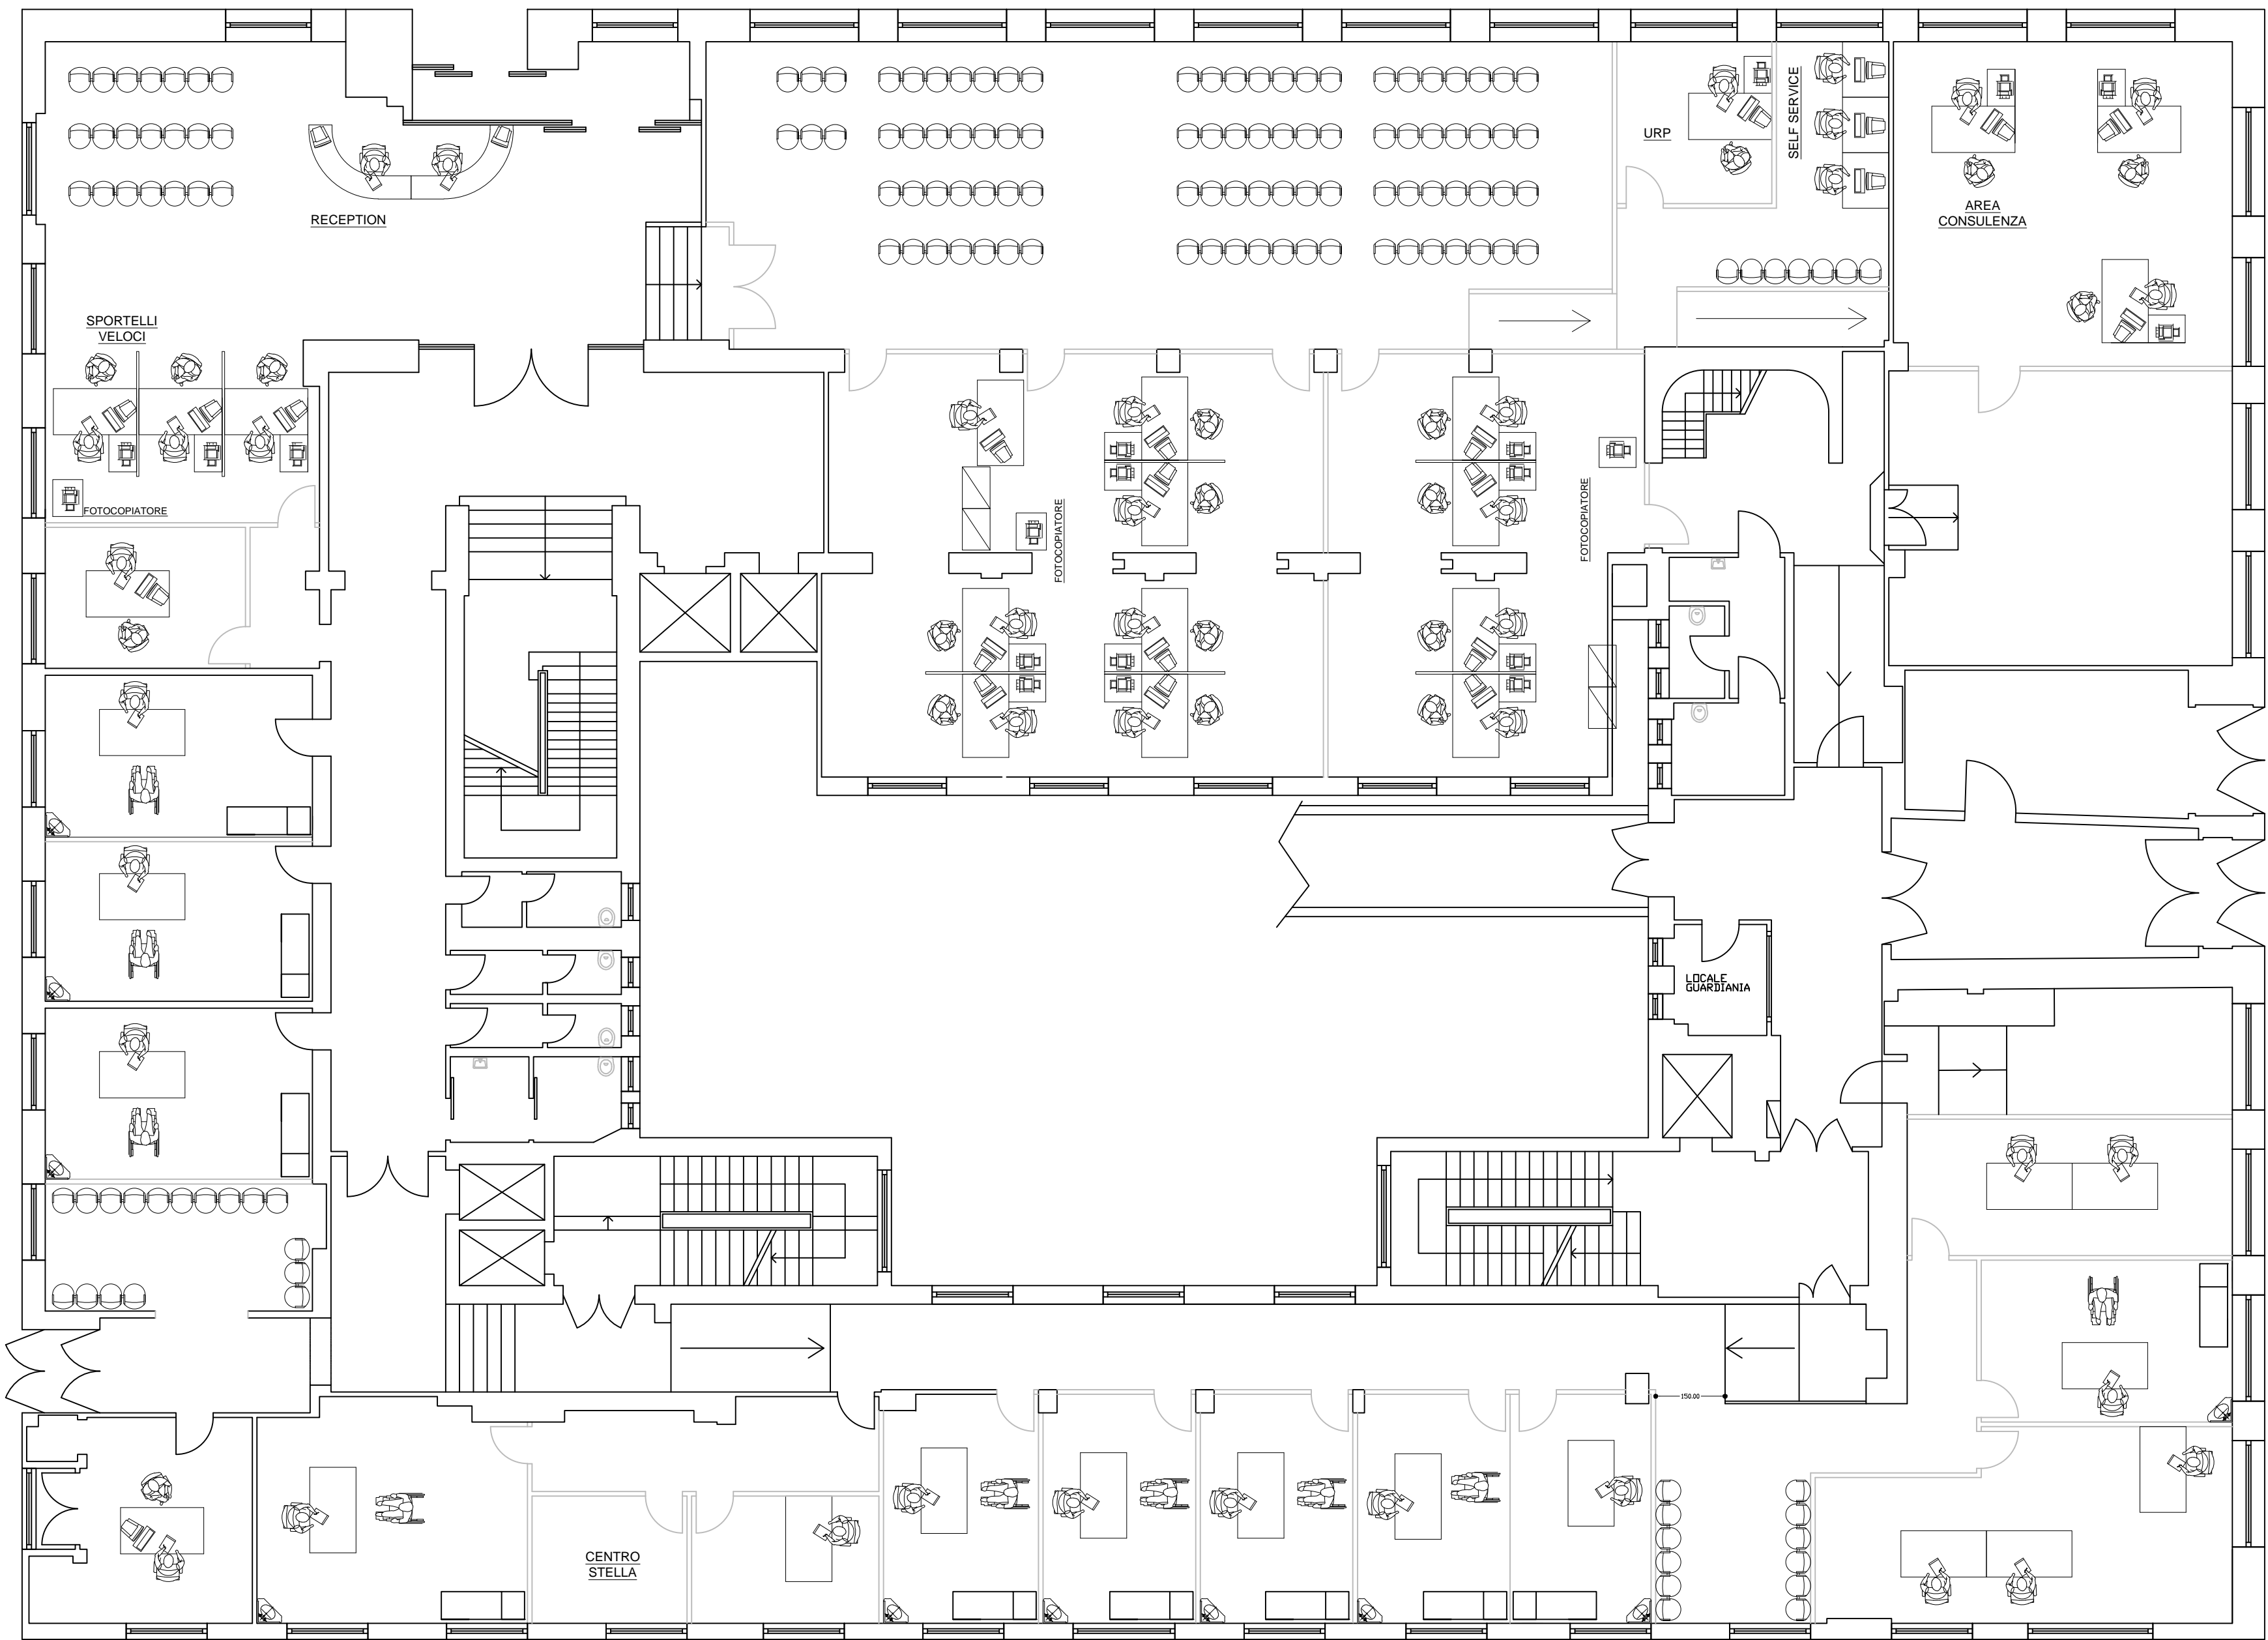 SELF SERVICE
URP
AREA
CONSULENZA
RECEPTION
SPORTELLI
VELOCI
FOTOCOPIATORE
FOTOCOPIATORE
FOTOCOPIATORE
LOCALE
GUARDIANIA
150.00
CENTRO
STELLA